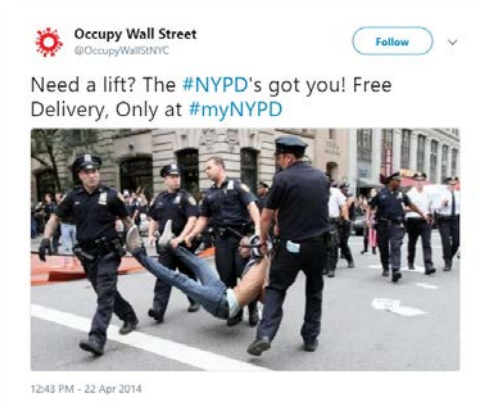 Occupy Wall Street
@OccupyWallStNYC
Follow
Need a lift? The #NYPD's got you! Free
Delivery, Only at #myNYPD
12:43 PM - 22 Apr 2014